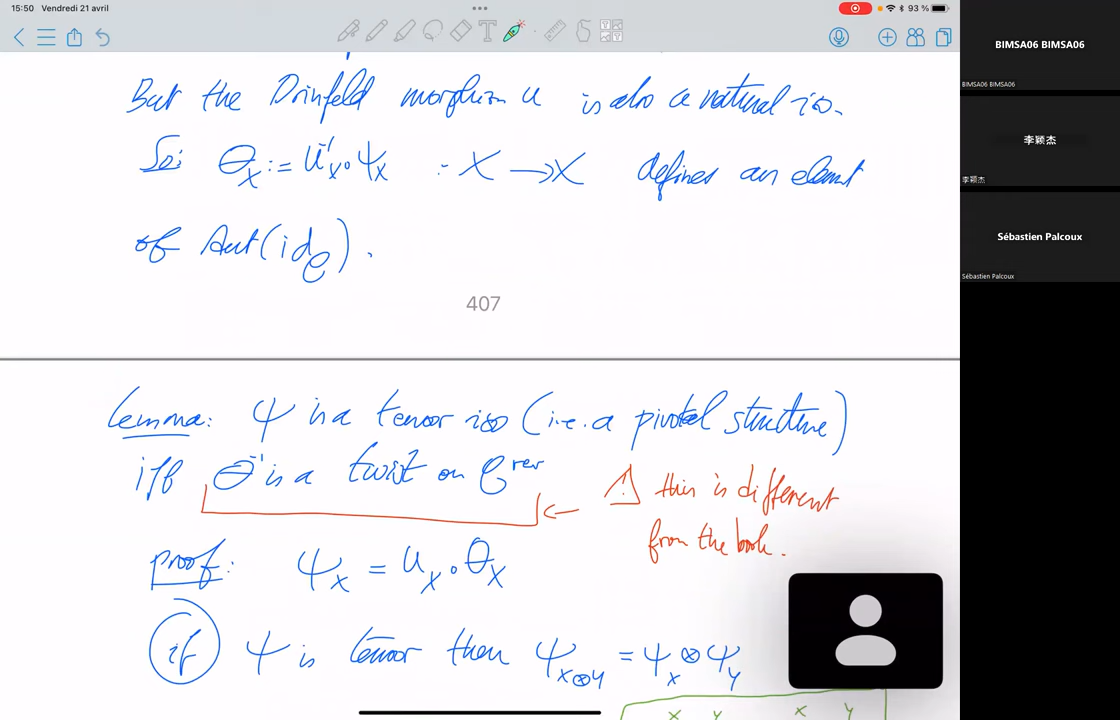 15:50 Vendredi 21 avril
93 %
But the Drinfeld morphism u is also a natural iso.
So: θ_X := u⁻¹_X ∘ Ψ_X : X → X defines an element
of Aut(id_C).
407
Lemma: Ψ is a tensor iso (i.e. a pivotal structure)
iff θ⁻¹ is a twist on C^rev
⚠ this is different
from the book.
proof: Ψ_X = u_X ∘ θ_X
if Ψ is tensor then Ψ_{X⊗Y} = Ψ_X ⊗ Ψ_Y
X Y X Y
BIMSA06 BIMSA06
BIMSA06 BIMSA06
李颖杰
李颖杰
Sébastien Palcoux
Sébastien Palcoux